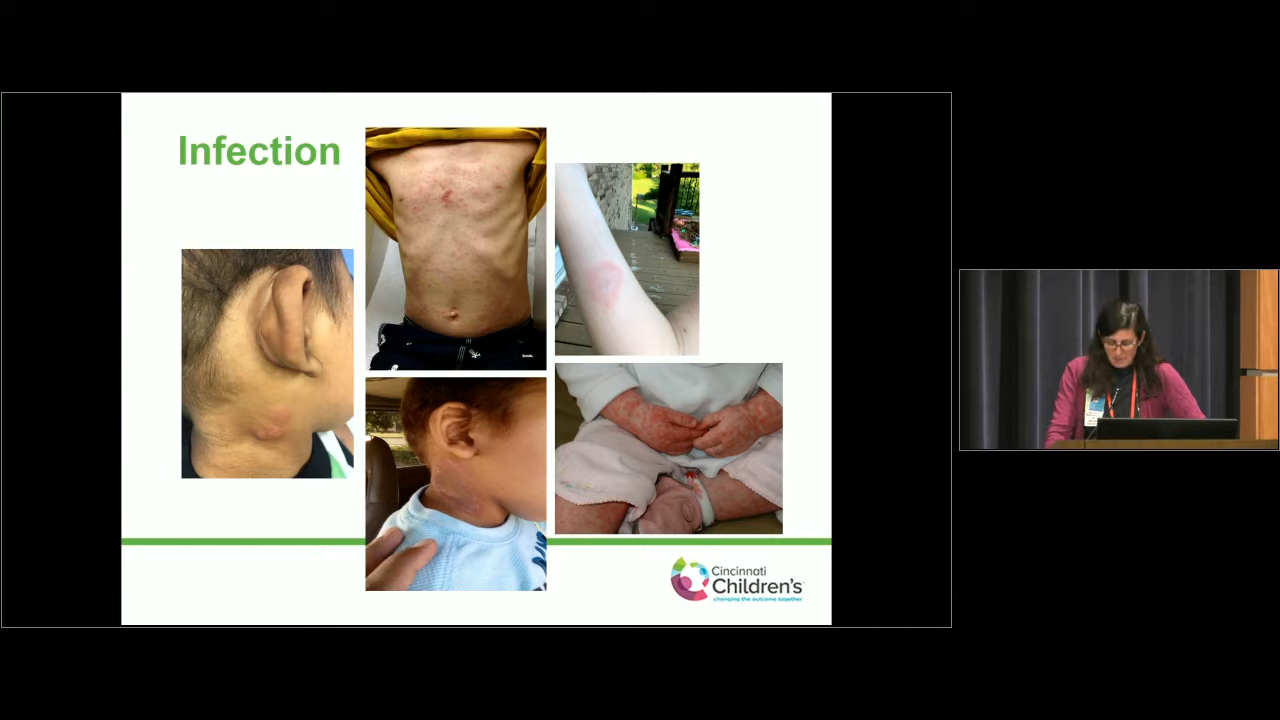 Infection
Cincinnati
Children's
changing the outcome together